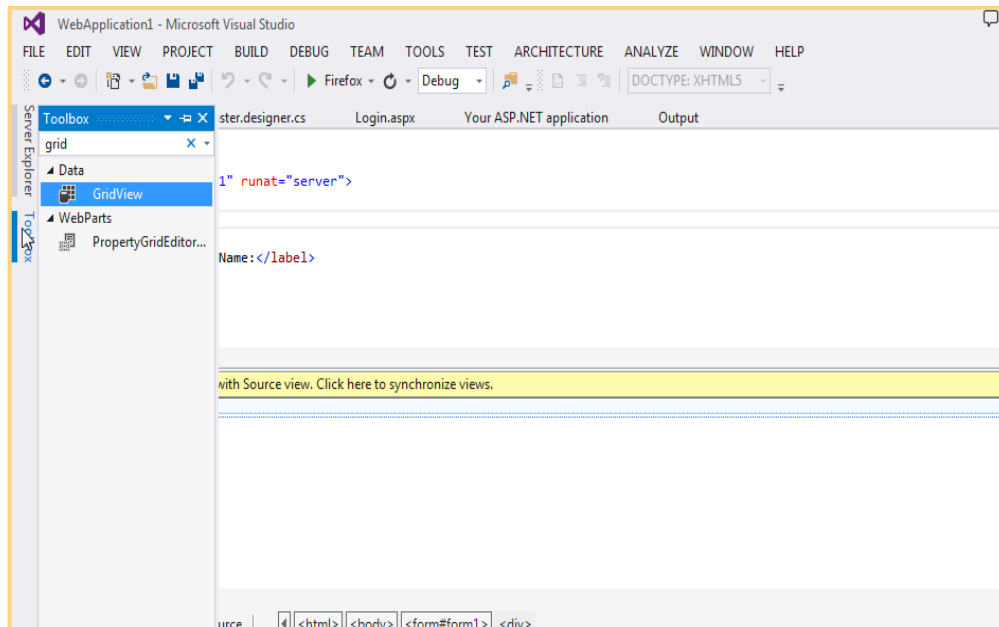 WebApplication1 - Microsoft Visual Studio
FILE EDIT VIEW PROJECT BUILD DEBUG TEAM TOOLS TEST ARCHITECTURE ANALYZE WINDOW HELP
Firefox Debug DOCTYPE: XHTML5
Server Explorer
Toolbox
Toolbox
grid
Data
GridView
WebParts
PropertyGridEditor...
ster.designer.cs Login.aspx Your ASP.NET application Output
1" runat="server">
Name:</label>
with Source view. Click here to synchronize views.
urce <html> <body> <form#form1> <div>